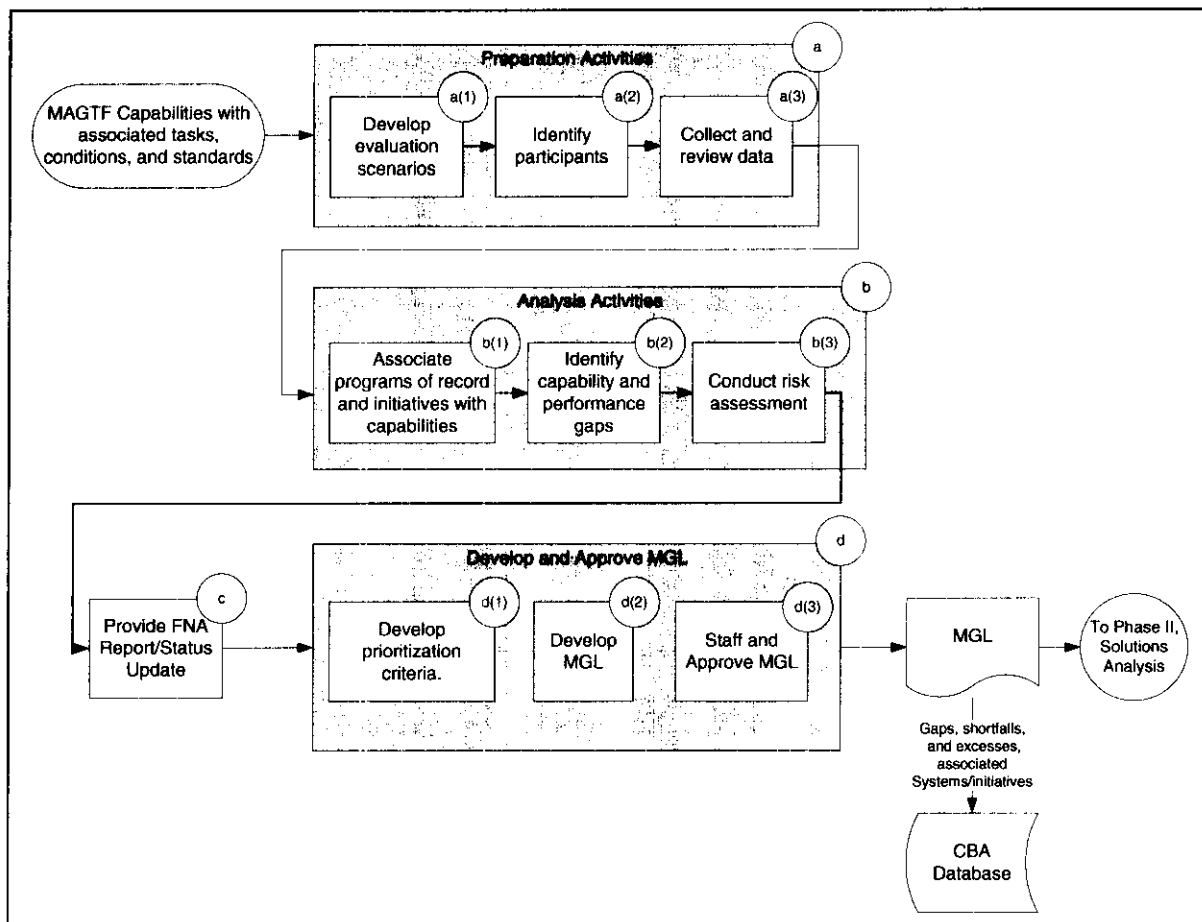 Preparation Activities
a
MAGTF Capabilities with
associated tasks,
conditions, and standards
a(1)
Develop
evaluation
scenarios
a(2)
Identify
participants
a(3)
Collect and
review data
Analysis Activities
b
b(1)
Associate
programs of record
and initiatives with
capabilities
b(2)
Identify
capability and
performance
gaps
b(3)
Conduct risk
assessment
c
Provide FNA
Report/Status
Update
Develop and Approve MGL
d
d(1)
Develop
prioritization
criteria.
d(2)
Develop
MGL
d(3)
Staff and
Approve MGL
MGL
To Phase II,
Solutions
Analysis
Gaps, shortfalls,
and excesses,
associated
Systems/initiatives
CBA
Database